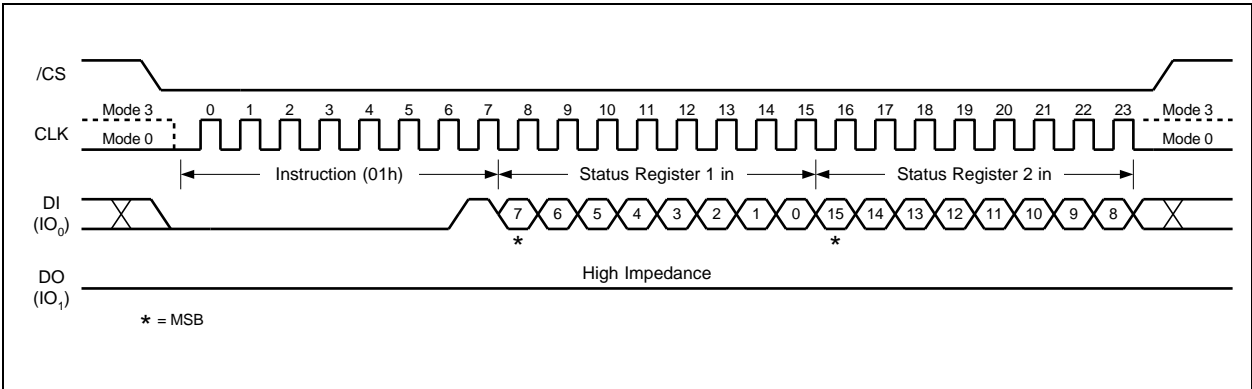 /CS
Mode 3 0 1 2 3 4 5 6 7 8 9 10 11 12 13 14 15 16 17 18 19 20 21 22 23 Mode 3
CLK Mode 0 Mode 0
Instruction (01h) Status Register 1 in Status Register 2 in
DI
(IO0) 7 6 5 4 3 2 1 0 15 14 13 12 11 10 9 8
* *
DO High Impedance
(IO1)
* = MSB